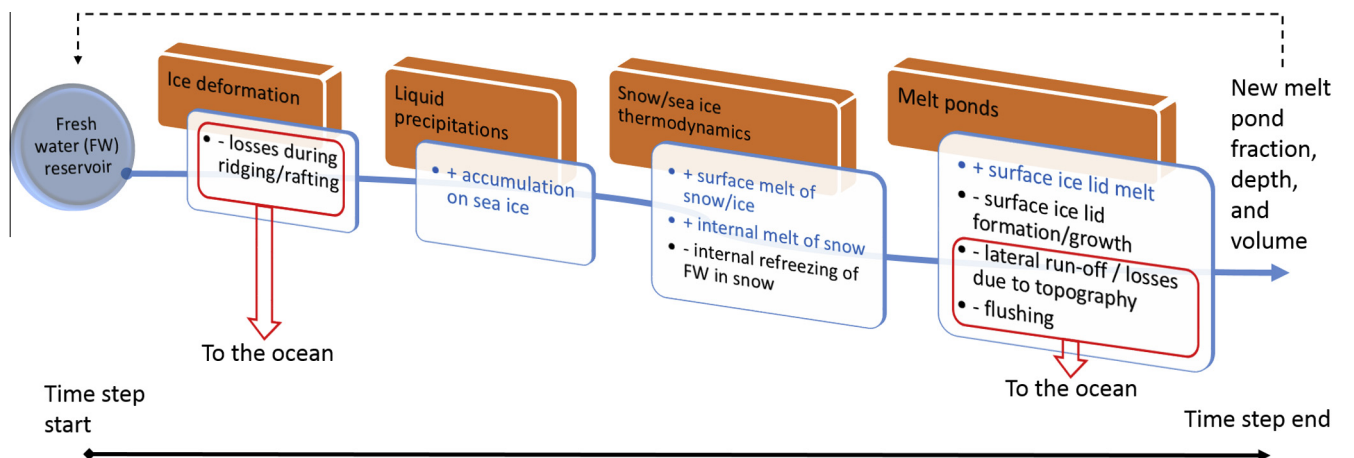 Fresh
water (FW)
reservoir
Ice deformation
• - losses during
ridging/rafting
To the ocean
Liquid
precipitations
• + accumulation
on sea ice
Snow/sea ice
thermodynamics
• + surface melt of
snow/ice
• + internal melt of snow
• - internal refreezing of
FW in snow
Melt ponds
• + surface ice lid melt
• - surface ice lid
formation/growth
• - lateral run-off / losses
due to topography
• - flushing
To the ocean
New melt
pond
fraction,
depth,
and
volume
Time step
start
Time step end